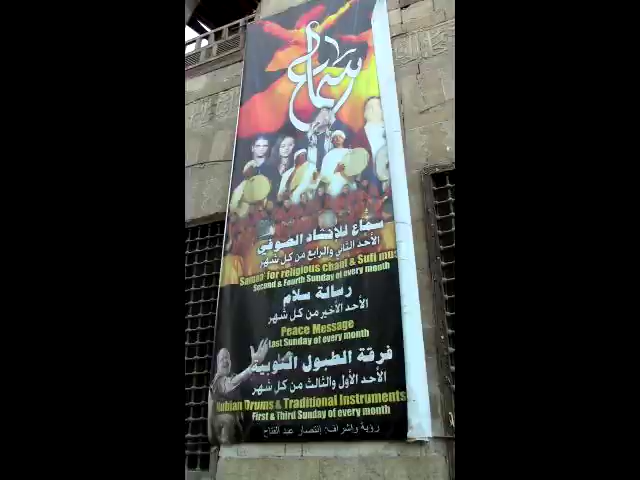 سماع
سماع للإنشاد الصوفي
الأحد الثاني والرابع من كل شهر
Samaa' for religious chant & Sufi mus
Second & Fourth Sunday of every month
رسالة سلام
الأحد الأخير من كل شهر
Peace Message
Last Sunday of every month
فرقة الطبول النوبية
الأحد الأول والثالث من كل شهر
Nubian Drums & Traditional Instruments
First & Third Sunday of every month
رؤية وإشراف: إنتصار عبد الفتاح